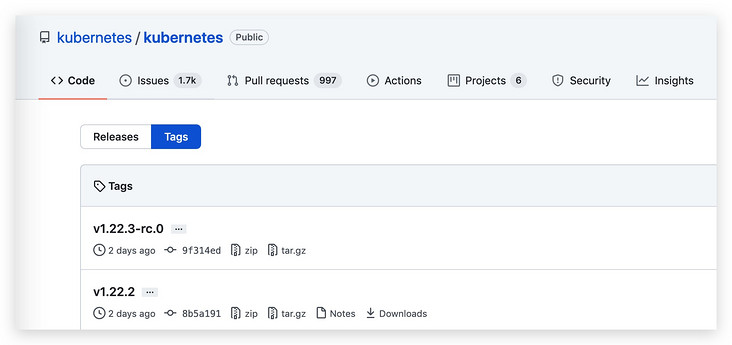 kubernetes / kubernetes Public
Code Issues 1.7k Pull requests 997 Actions Projects 6 Security Insights
Releases Tags
Tags
v1.22.3-rc.0 ...
2 days ago 9f314ed zip tar.gz
v1.22.2 ...
2 days ago 8b5a191 zip tar.gz Notes Downloads